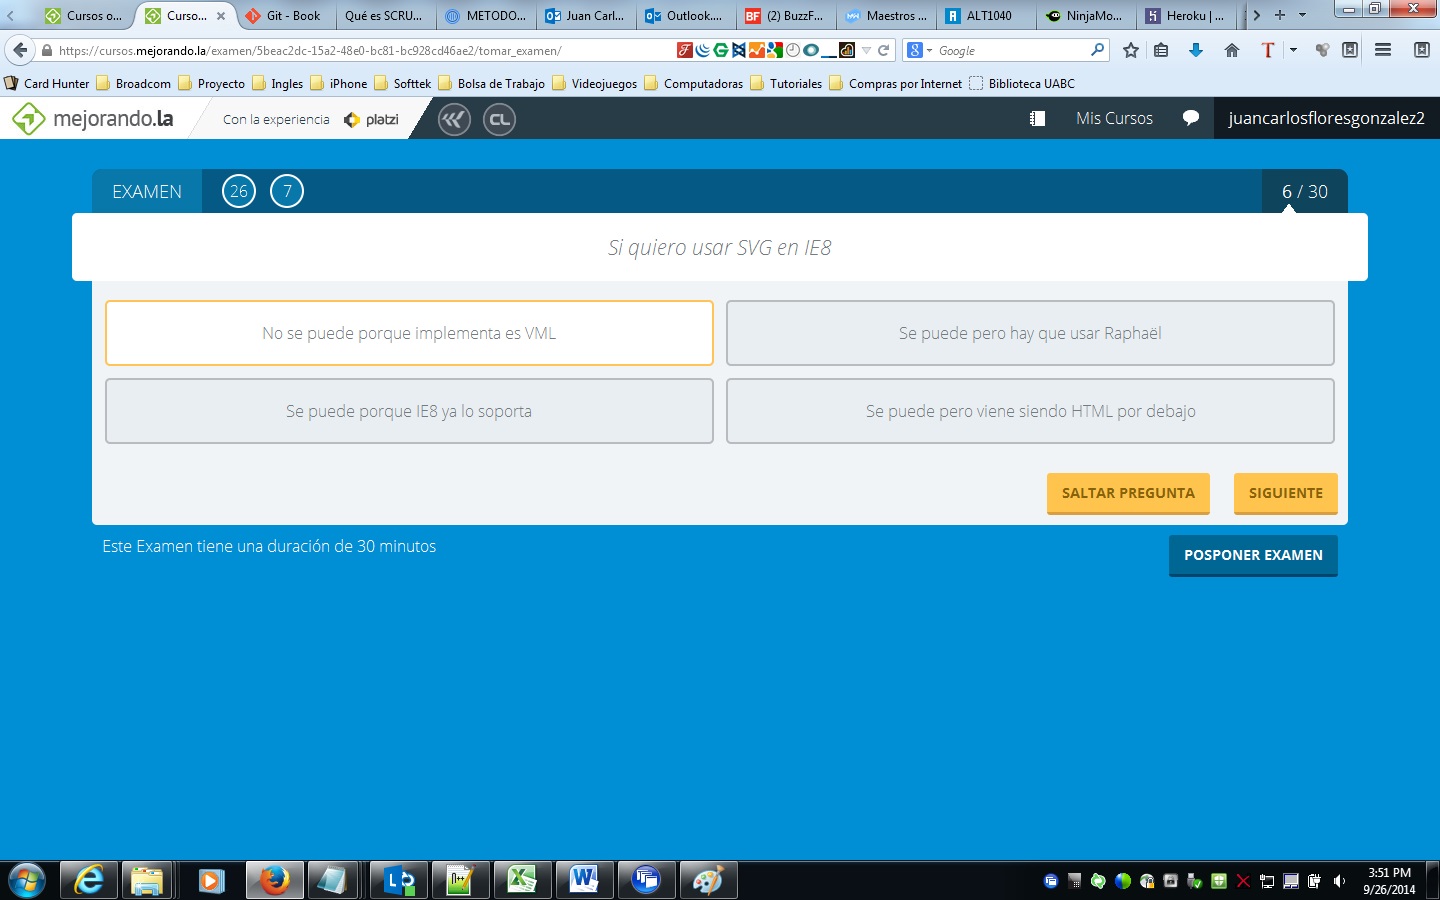 Cursos o...
Curso...
Git - Book
Qué es SCRU...
METODO...
Juan Carl...
Outlook....
(2) BuzzF...
Maestros ...
ALT1040
NinjaMo...
Heroku | ...
https://cursos.mejorando.la/examen/5beac2dc-15a2-48e0-bc81-bc928cd46ae2/tomar_examen/
Google
Card Hunter
Broadcom
Proyecto
Ingles
iPhone
Softtek
Bolsa de Trabajo
Videojuegos
Computadoras
Tutoriales
Compras por Internet
Biblioteca UABC
mejorando.la
Con la experiencia
platzi
CL
Mis Cursos
juancarlosfloresgonzalez2
EXAMEN
26
7
6 / 30
Si quiero usar SVG en IE8
No se puede porque implementa es VML
Se puede pero hay que usar Raphaël
Se puede porque IE8 ya lo soporta
Se puede pero viene siendo HTML por debajo
SALTAR PREGUNTA
SIGUIENTE
Este Examen tiene una duración de 30 minutos
POSPONER EXAMEN
3:51 PM
9/26/2014